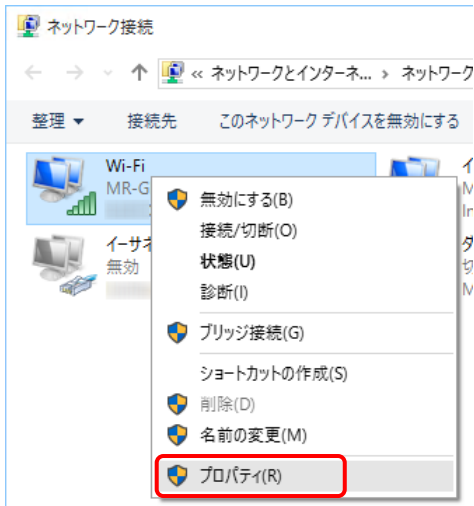 ネットワーク接続
« ネットワークとインターネ... › ネットワーク
整理 ▼ 接続先 このネットワーク デバイスを無効にする
Wi-Fi
MR-G
イーサネ
無効
無効にする(B)
接続/切断(O)
状態(U)
診断(I)
ブリッジ接続(G)
ショートカットの作成(S)
削除(D)
名前の変更(M)
プロパティ(R)
イ
M
In
切
M